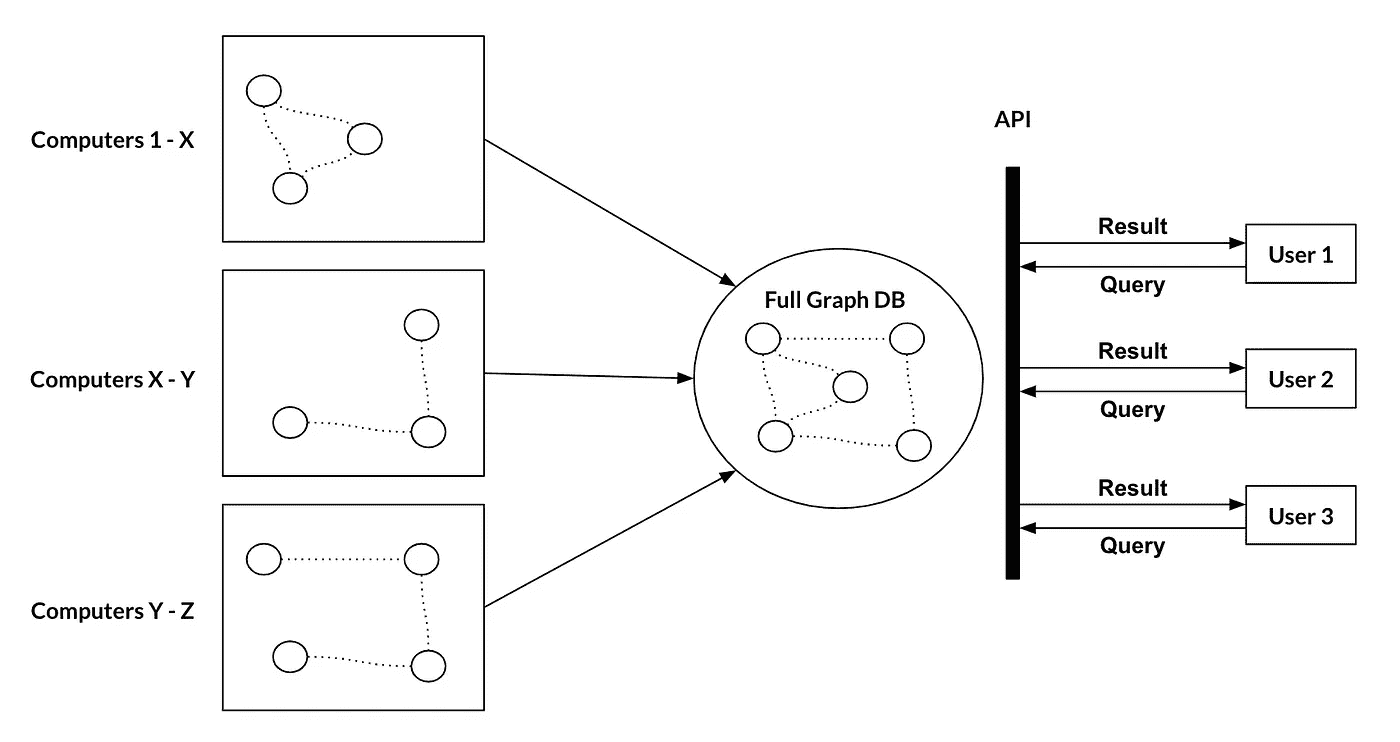 Computers 1 - X
Computers X - Y
Computers Y - Z
Full Graph DB
API
Result
Query
User 1
Result
Query
User 2
Result
Query
User 3